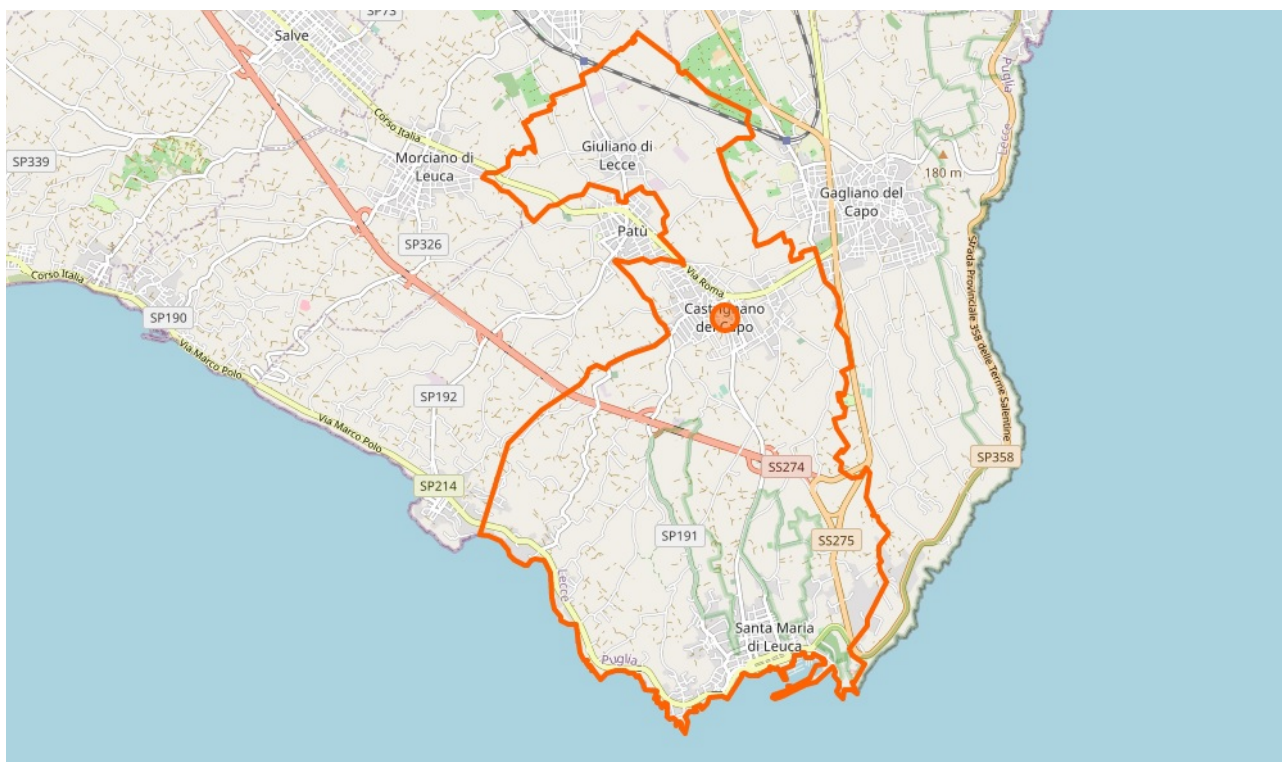 SP73
Salve
Puglia
Lecce
Corso Italia
SP339
Morciano di
Leuca
Giuliano di
Lecce
180 m
Gagliano del
Capo
SP326
Patù
Strada Provinciale 358 delle Terme Salentine
Corso Italia
Via Roma
SP190
Castrignano
del Capo
Via Marco Polo
SP192
Via Marco Polo
SP358
SS274
SP214
SP191
SS275
Lecce
Santa Maria
di Leuca
Puglia